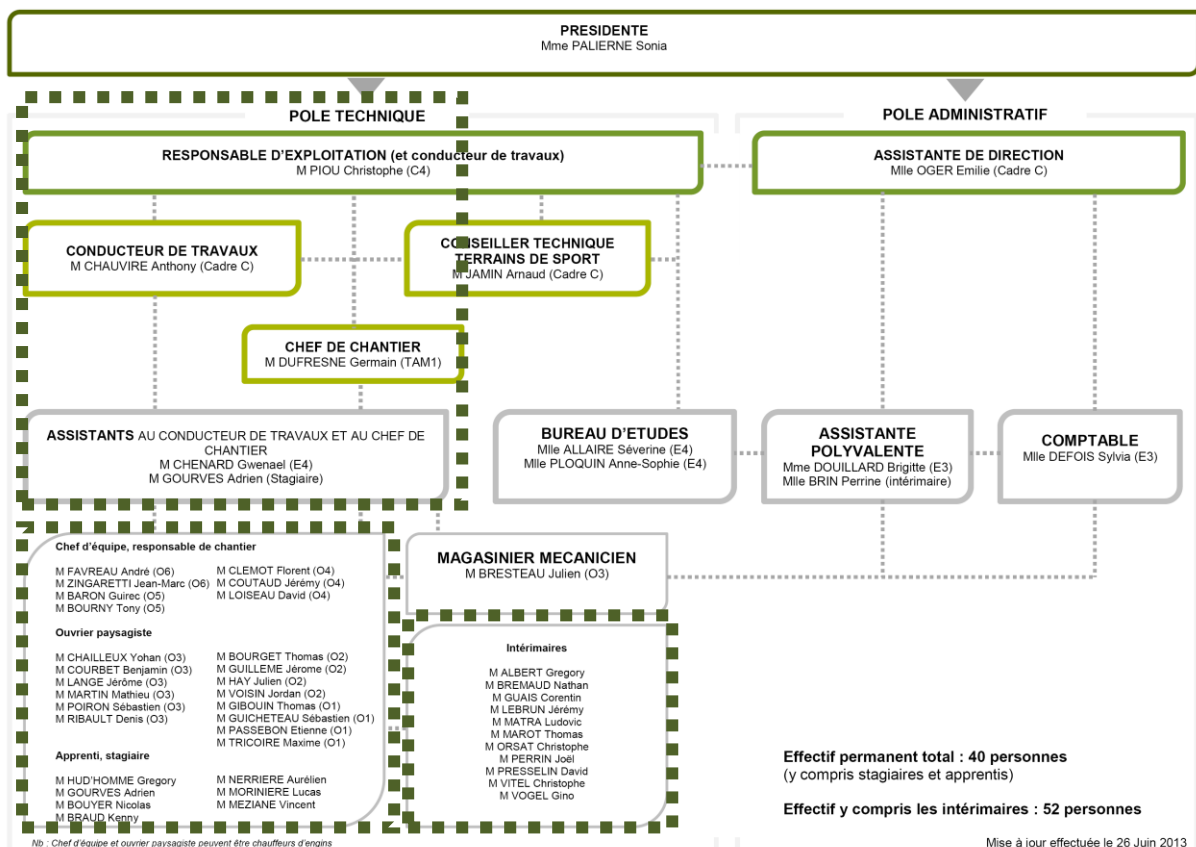 PRESIDENTE
Mme PALIERNE Sonia
POLE TECHNIQUE
POLE ADMINISTRATIF
RESPONSABLE D'EXPLOITATION (et conducteur de travaux)
M PIOU Christophe (C4)
ASSISTANTE DE DIRECTION
Mlle OGER Emilie (Cadre C)
CONDUCTEUR DE TRAVAUX
M CHAUVIRE Anthony (Cadre C)
CONSEILLER TECHNIQUE
TERRAINS DE SPORT
M JAMIN Arnaud (Cadre C)
CHEF DE CHANTIER
M DUFRESNE Germain (TAM1)
ASSISTANTS AU CONDUCTEUR DE TRAVAUX ET AU CHEF DE
CHANTIER
M CHENARD Gwenael (E4)
M GOURVES Adrien (Stagiaire)
BUREAU D'ETUDES
Mlle ALLAIRE Séverine (E4)
Mlle PLOQUIN Anne-Sophie (E4)
ASSISTANTE
POLYVALENTE
Mme DOUILLARD Brigitte (E3)
Mlle BRIN Perrine (intérimaire)
COMPTABLE
Mlle DEFOIS Sylvia (E3)
Chef d'équipe, responsable de chantier
M FAVREAU André (O6)
M ZINGARETTI Jean-Marc (O6)
M BARON Guirec (O5)
M BOURNY Tony (O5)
M CLEMOT Florent (O4)
M COUTAUD Jérémy (O4)
M LOISEAU David (O4)
Ouvrier paysagiste
M CHAILLEUX Yohan (O3)
M COURBET Benjamin (O3)
M LANGE Jérôme (O3)
M MARTIN Mathieu (O3)
M POIRON Sébastien (O3)
M RIBAULT Denis (O3)
M BOURGET Thomas (O2)
M GUILLEME Jérome (O2)
M HAY Julien (O2)
M VOISIN Jordan (O2)
M GIBOUIN Thomas (O1)
M GUICHETEAU Sébastien (O1)
M PASSEBON Etienne (O1)
M TRICOIRE Maxime (O1)
Apprenti, stagiaire
M HUD'HOMME Gregory
M GOURVES Adrien
M BOUYER Nicolas
M BRAUD Kenny
M NERRIERE Aurélien
M MORINIERE Lucas
M MEZIANE Vincent
MAGASINIER MECANICIEN
M BRESTEAU Julien (O3)
Intérimaires
M ALBERT Gregory
M BREMAUD Nathan
M GUAIS Corentin
M LEBRUN Jérémy
M MATRA Ludovic
M MAROT Thomas
M ORSAT Christophe
M PERRIN Joël
M PRESSELIN David
M VITEL Christophe
M VOGEL Gino
Effectif permanent total : 40 personnes
(y compris stagiaires et apprentis)
Effectif y compris les intérimaires : 52 personnes
Nb : Chef d'équipe et ouvrier paysagiste peuvent être chauffeurs d'engins
Mise à jour effectuée le 26 Juin 2013